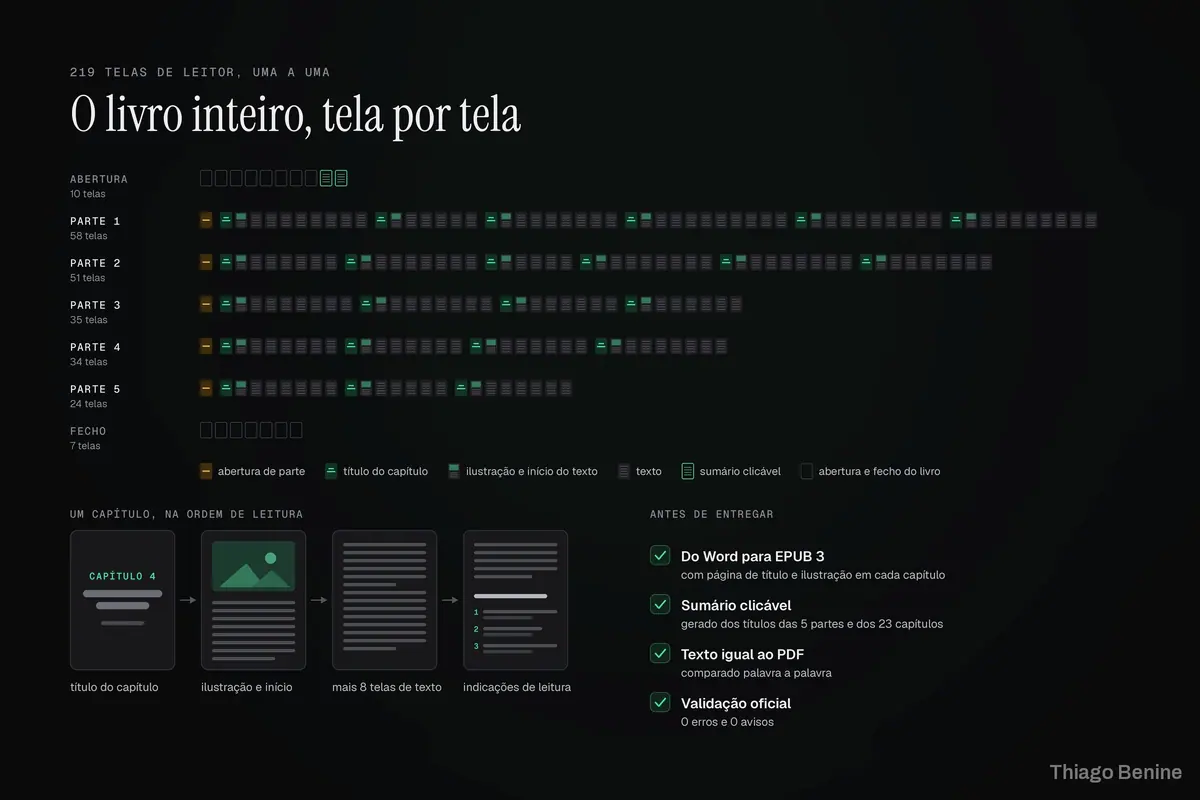 219 TELAS DE LEITOR, UMA A UMA
O livro inteiro, tela por tela
ABERTURA
10 telas
PARTE 1
58 telas
PARTE 2
51 telas
PARTE 3
35 telas
PARTE 4
34 telas
PARTE 5
24 telas
FECHO
7 telas
abertura de parte
título do capítulo
ilustração e início do texto
texto
sumário clicável
abertura e fecho do livro
UM CAPÍTULO, NA ORDEM DE LEITURA
CAPÍTULO 4
1
2
3
título do capítulo
ilustração e início
mais 8 telas de texto
indicações de leitura
ANTES DE ENTREGAR
Do Word para EPUB 3
com página de título e ilustração em cada capítulo
Sumário clicável
gerado dos títulos das 5 partes e dos 23 capítulos
Texto igual ao PDF
comparado palavra a palavra
Validação oficial
0 erros e 0 avisos
Thiago Benine